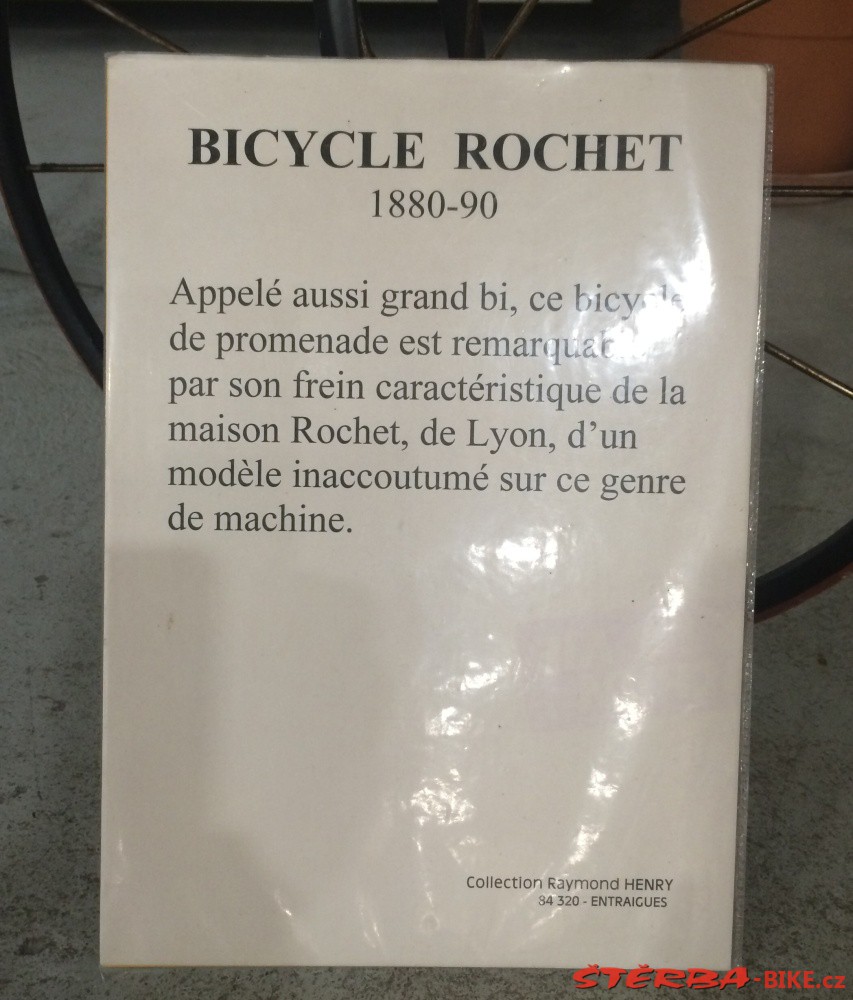 BICYCLE ROCHET
1880-90
Appelé aussi grand bi, ce bicycle
de promenade est remarquable
par son frein caractéristique de la
maison Rochet, de Lyon, d'un
modèle inaccoutumé sur ce genre
de machine.
Collection Raymond HENRY
84 320 - ENTRAIGUES
ŠTĚRBA-BIKE.cz